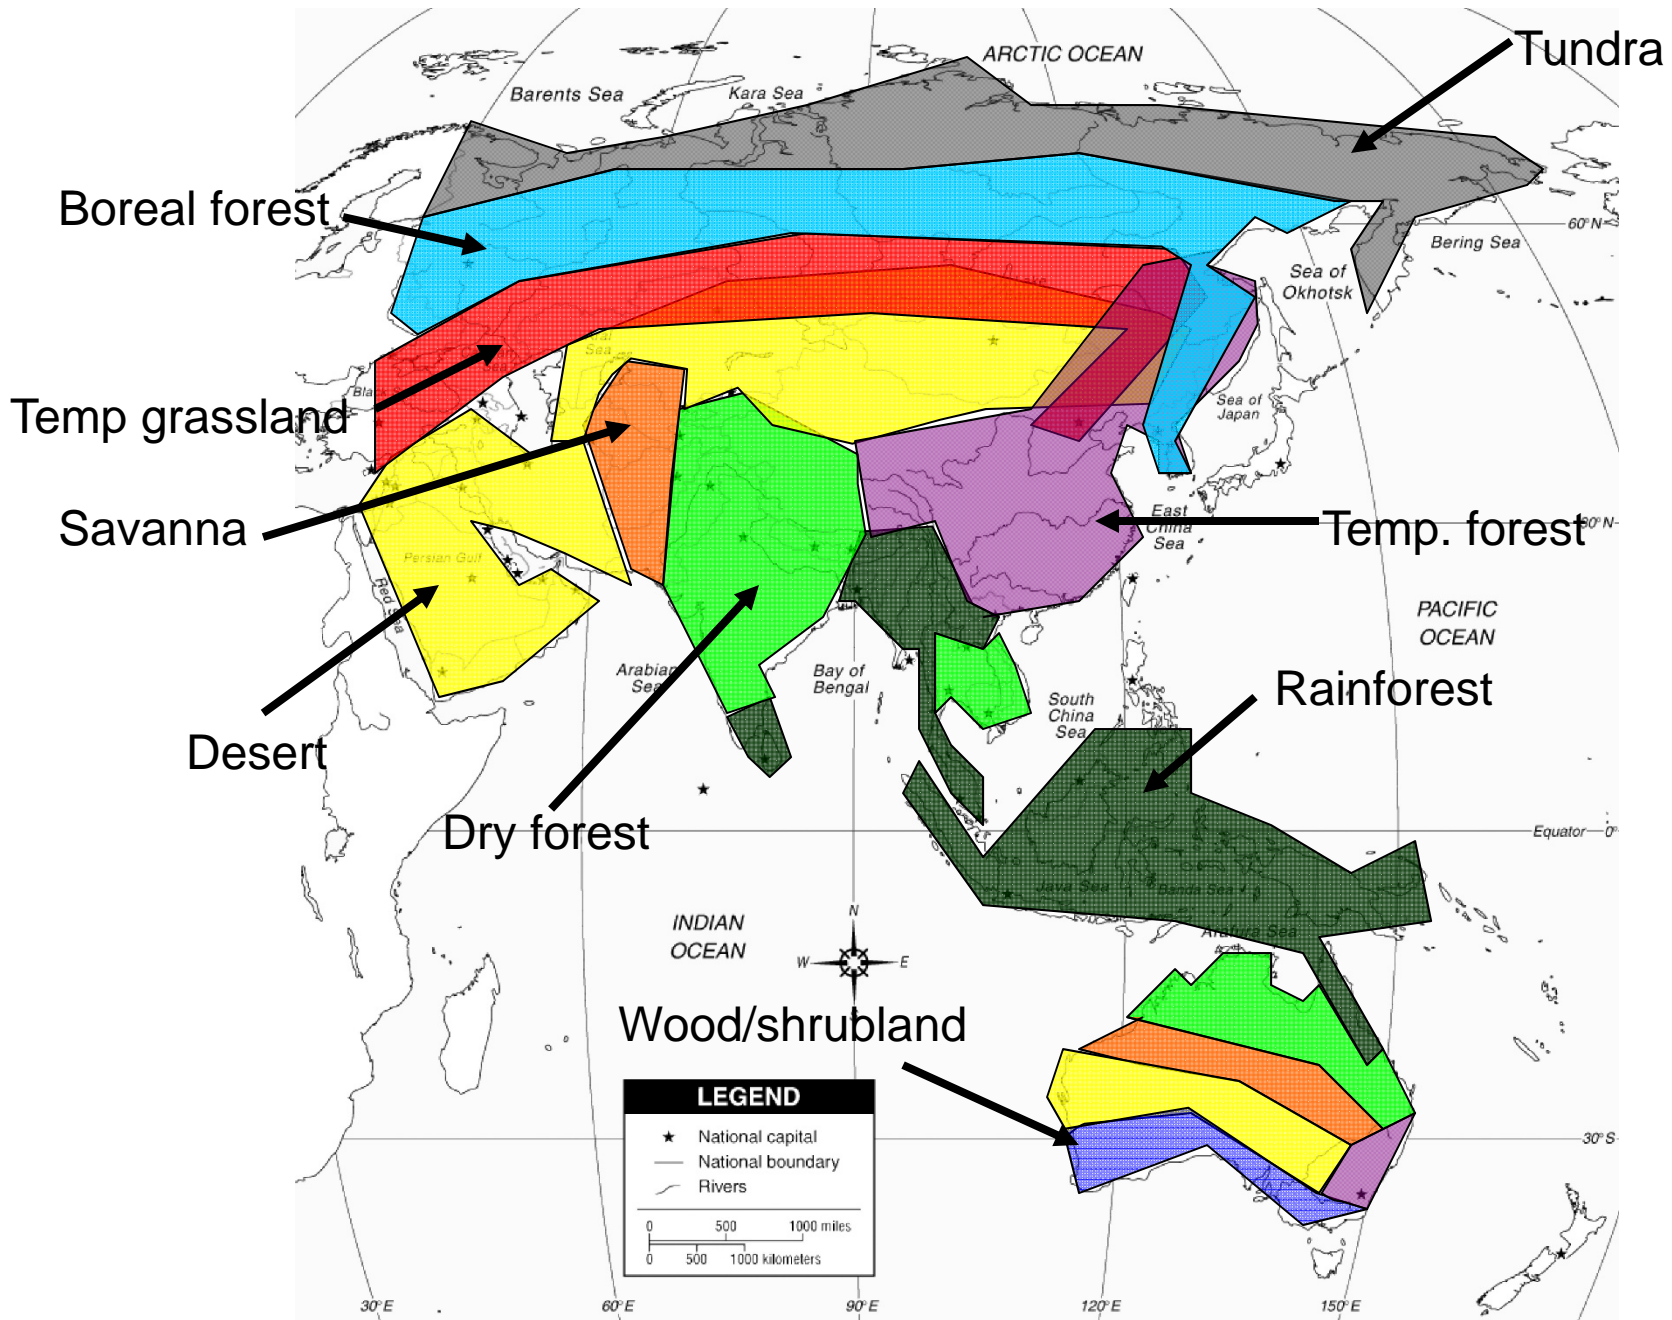 ARCTIC OCEAN
Tundra
Barents Sea
Kara Sea
Boreal forest
60°N
Bering Sea
Sea of
Okhotsk
Sea
Black
Temp grassland
Sea of
Japan
Savanna
East
China
Sea
Temp. forest
30°N
Persian Gulf
Red Sea
PACIFIC
OCEAN
Arabian
Sea
Bay of
Bengal
South
China
Sea
Rainforest
Desert
Dry forest
Equator
0°
Java Sea
Banda Sea
INDIAN
OCEAN
Arafura Sea
N
W
E
Wood/shrubland
LEGEND
National capital
National boundary
Rivers
0 500 1000 miles
0 500 1000 kilometers
30°S
30°E
60°E
90°E
120°E
150°E